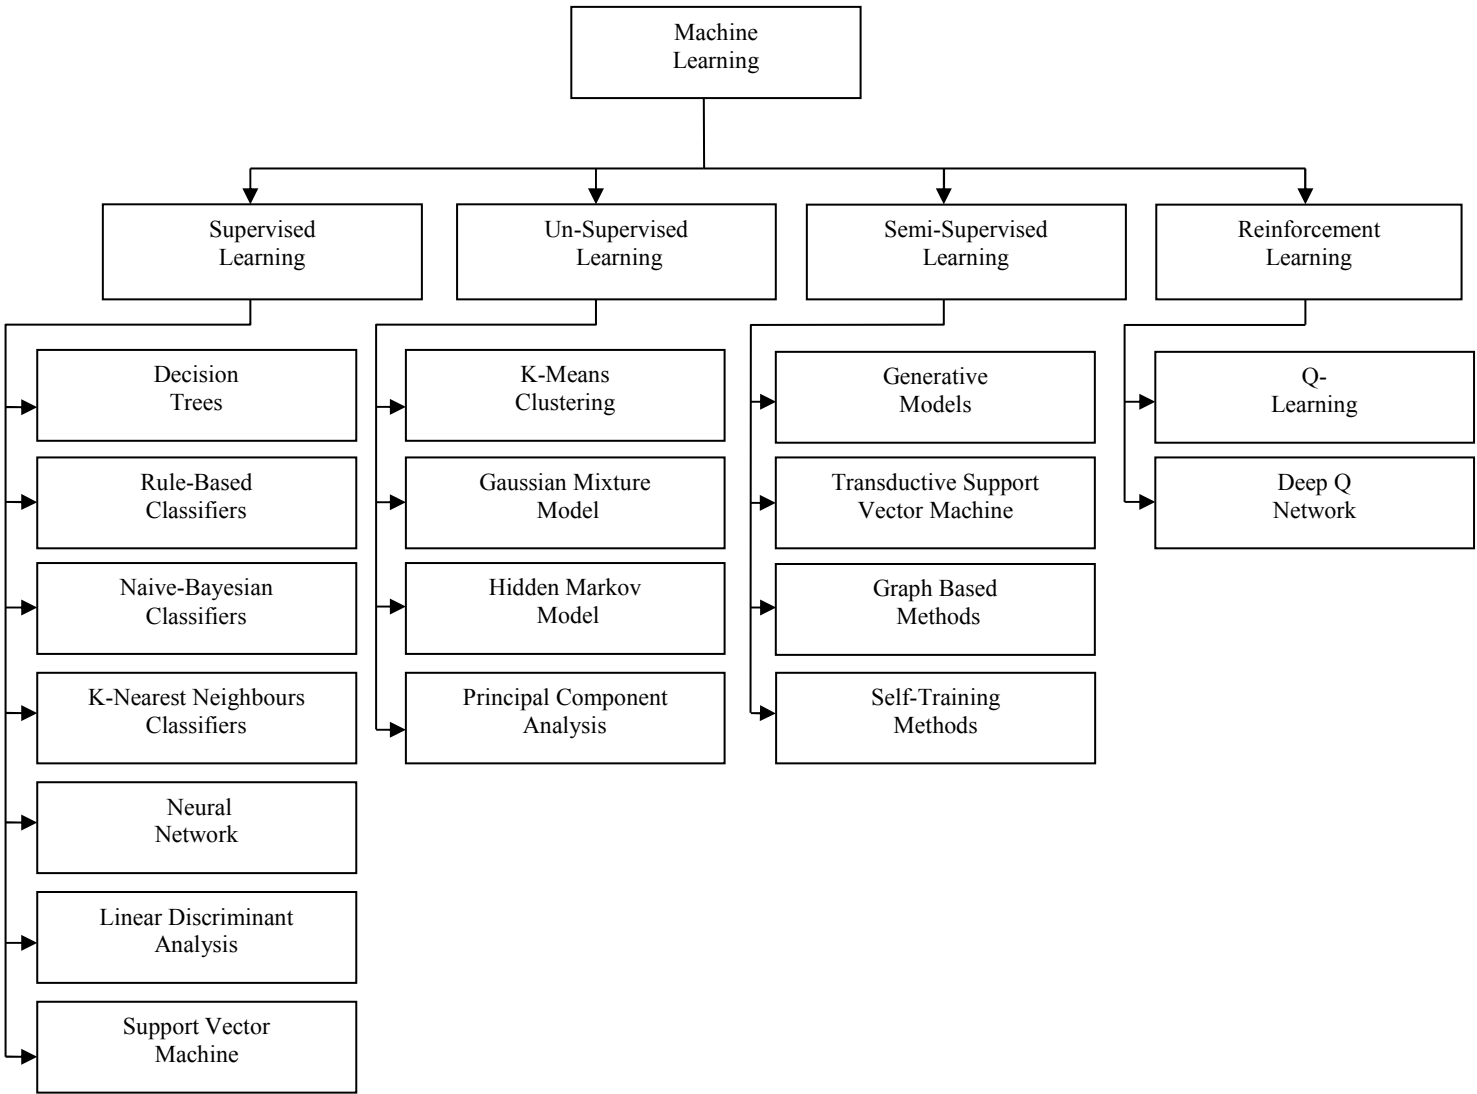 Machine
Learning
Supervised
Learning
Un-Supervised
Learning
Semi-Supervised
Learning
Reinforcement
Learning
Decision
Trees
Rule-Based
Classifiers
Naive-Bayesian
Classifiers
K-Nearest Neighbours
Classifiers
Neural
Network
Linear Discriminant
Analysis
Support Vector
Machine
K-Means
Clustering
Gaussian Mixture
Model
Hidden Markov
Model
Principal Component
Analysis
Generative
Models
Transductive Support
Vector Machine
Graph Based
Methods
Self-Training
Methods
Q-
Learning
Deep Q
Network